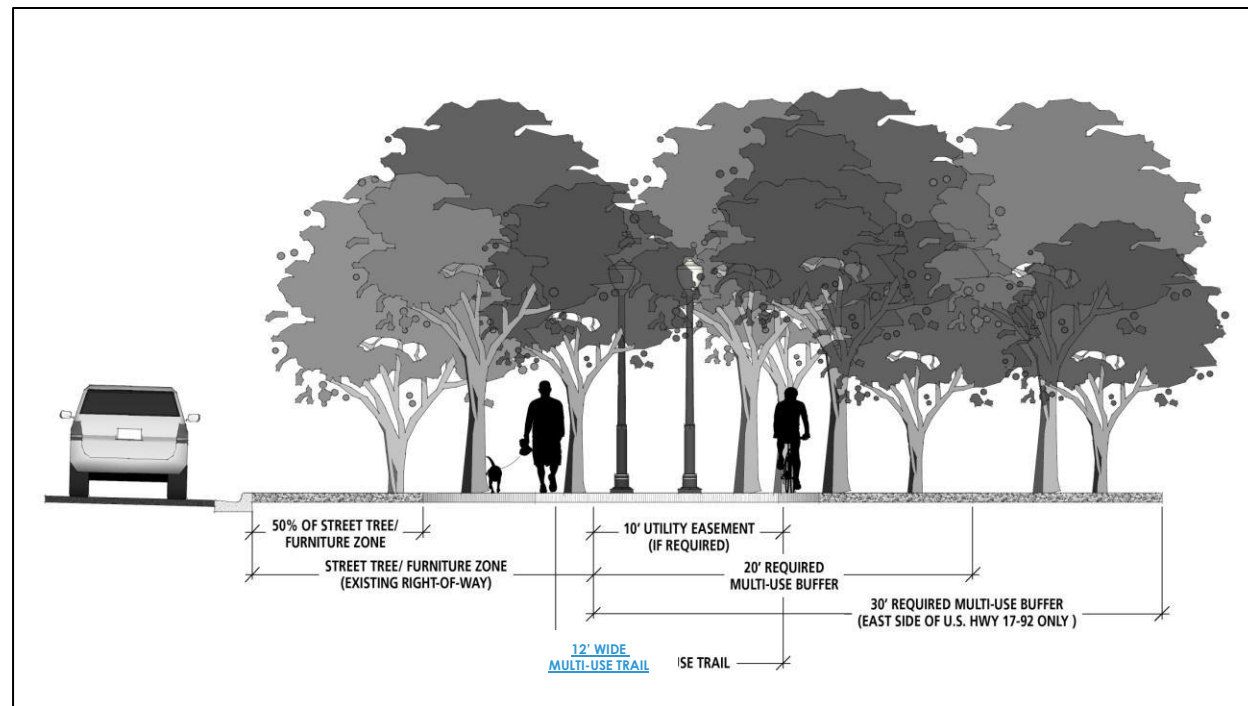 50% OF STREET TREE/
FURNITURE ZONE
10' UTILITY EASEMENT
(IF REQUIRED)
STREET TREE/ FURNITURE ZONE
(EXISTING RIGHT-OF-WAY)
20' REQUIRED
MULTI-USE BUFFER
30' REQUIRED MULTI-USE BUFFER
(EAST SIDE OF U.S. HWY 17-92 ONLY )
12' WIDE
MULTI-USE TRAIL
SE TRAIL